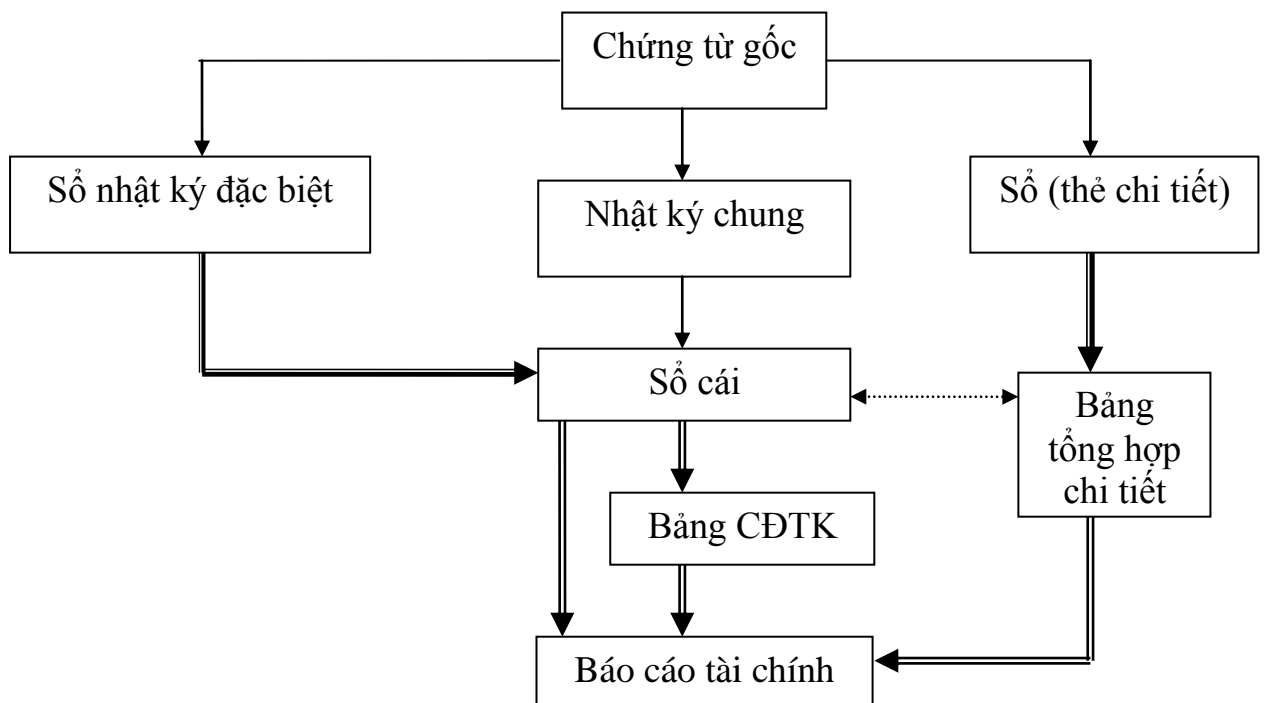 Chứng từ gốc
Sổ nhật ký đặc biệt
Nhật ký chung
Sổ (thẻ chi tiết)
Sổ cái
Bảng
tổng hợp
chi tiết
Bảng CĐTK
Báo cáo tài chính